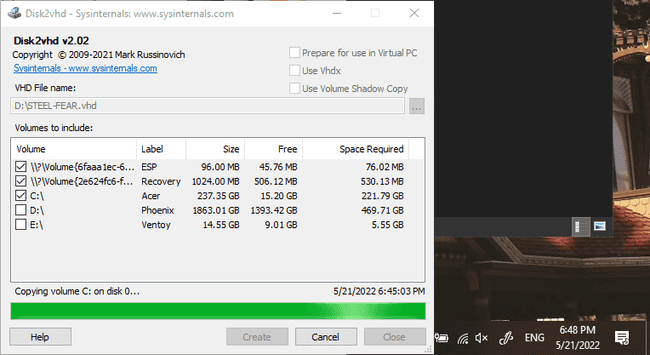 Disk2vhd - Sysinternals: www.sysinternals.com
Disk2vhd v2.02
Copyright © 2009-2021 Mark Russinovich
Sysinternals - www.sysinternals.com
Prepare for use in Virtual PC
Use Vhdx
Use Volume Shadow Copy
VHD File name:
D:\STEEL-FEAR.vhd
...
Volumes to include:
Volume Label Size Free Space Required
\\?\Volume{6faaa1ec-6... ESP 96.00 MB 45.76 MB 76.02 MB
\\?\Volume{2e624fc6-f... Recovery 1024.00 MB 506.12 MB 530.13 MB
C:\ Acer 237.35 GB 15.20 GB 221.79 GB
D:\ Phoenix 1863.01 GB 1393.42 GB 469.71 GB
E:\ Ventoy 14.55 GB 9.01 GB 5.55 GB
Copying volume C: on disk 0... 5/21/2022 6:45:03 PM
Help Create Cancel Close
ENG
6:48 PM
5/21/2022